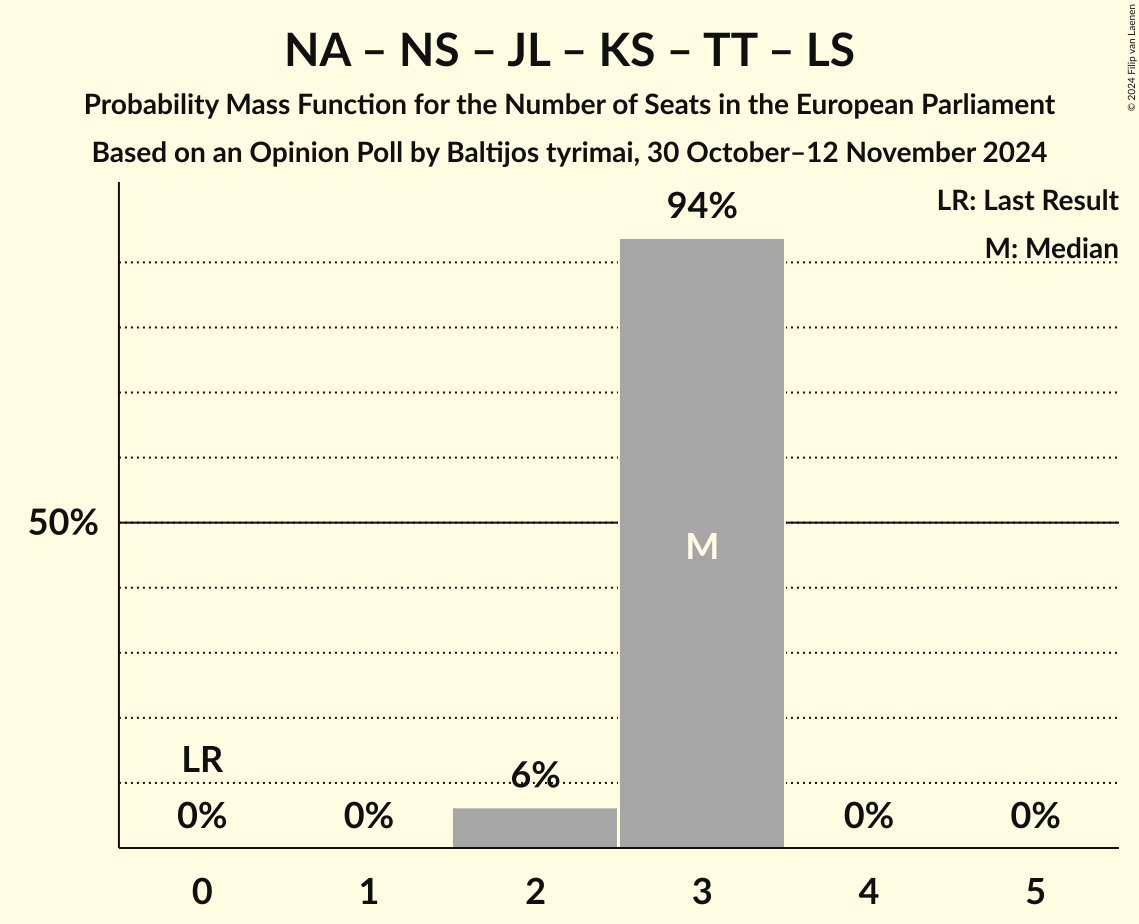 NA – NS – JL – KS – TT – LS
Probability Mass Function for the Number of Seats in the European Parliament
Based on an Opinion Poll by Baltijos tyrimai, 30 October–12 November 2024
© 2024 Filip van Laenen
LR: Last Result
M: Median
94%
50%
M
LR
6%
0%
0%
0%
0%
0
1
2
3
4
5